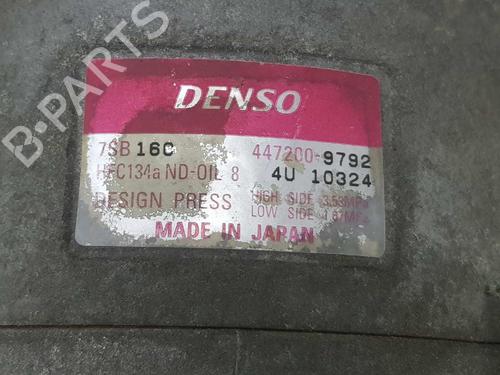 B-PARTS
DENSO
7SB16C 447200-9792
HFC134a ND-OIL 8 4U 10324
DESIGN PRESS HIGH SIDE 3.53MPa
LOW SIDE 1.67MPa
MADE IN JAPAN